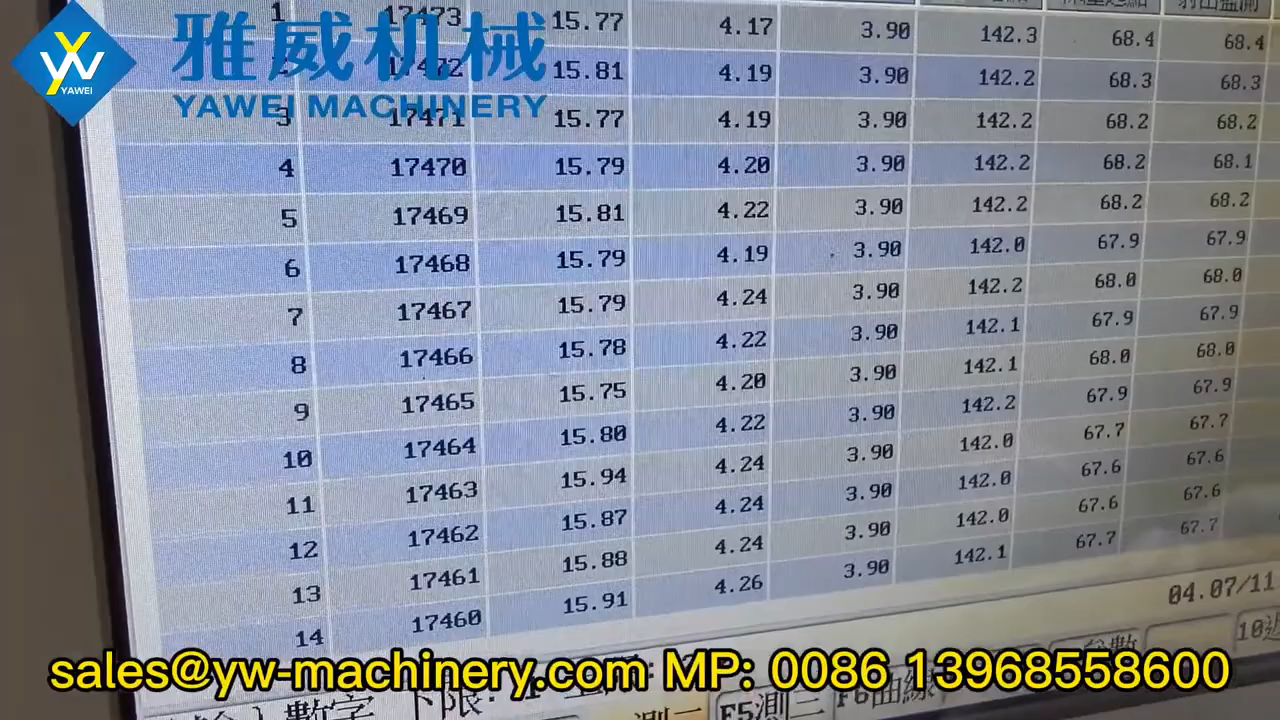 YW
YAWEI
雅威机械
YAWEI MACHINERY
1 17473 15.77 4.17 3.90 142.3 68.4 68.4
2 17472 15.81 4.19 3.90 142.2 68.3 68.3
3 17471 15.77 4.19 3.90 142.2 68.2 68.2
4 17470 15.79 4.20 3.90 142.2 68.2 68.1
5 17469 15.81 4.22 3.90 142.2 68.2 68.2
6 17468 15.79 4.19 3.90 142.0 67.9 67.9
7 17467 15.79 4.24 3.90 142.2 68.0 68.0
8 17466 15.78 4.22 3.90 142.1 67.9 67.9
9 17465 15.75 4.20 3.90 142.1 68.0 68.0
10 17464 15.80 4.22 3.90 142.2 67.9 67.9
11 17463 15.94 4.24 3.90 142.0 67.7 67.7
12 17462 15.87 4.24 3.90 142.0 67.6 67.6
13 17461 15.88 4.24 3.90 142.0 67.6 67.6
14 17460 15.91 4.26 3.90 142.1 67.7 67.7
04.07/11
sales@yw-machinery.com MP: 0086 13968558600
數字 下限: F5測三 F6曲線